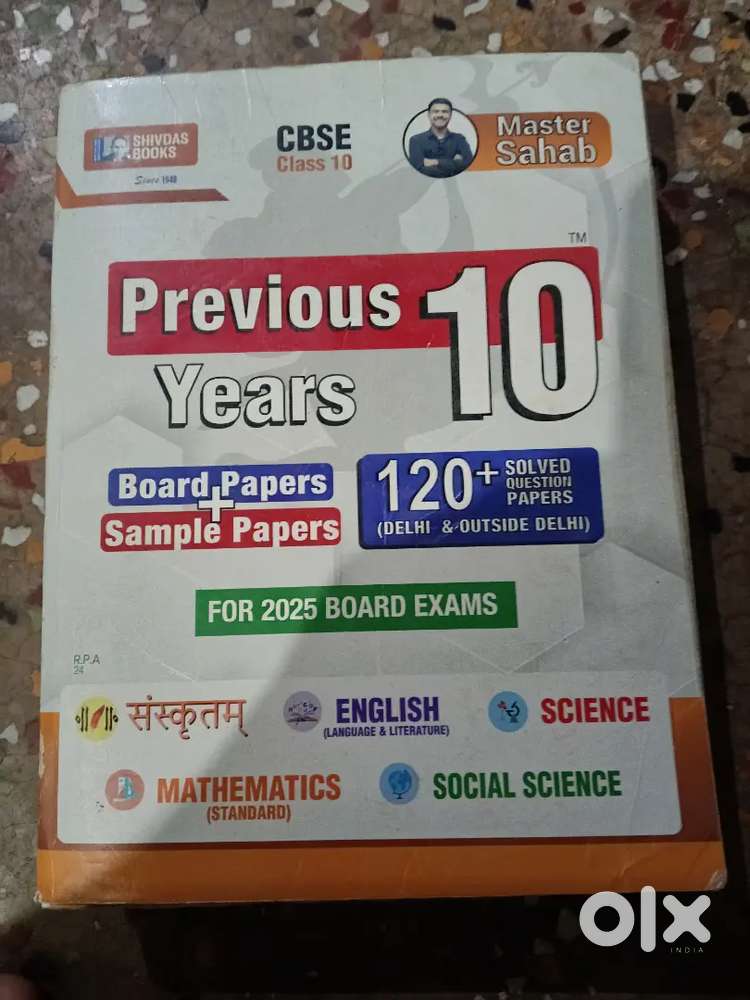 SHIVDAS
BOOKS
Since 1940
CBSE
Class 10
Master
Sahab
TM
Previous 10
Years
Board Papers
+
Sample Papers
120+ SOLVED
QUESTION
PAPERS
(DELHI & OUTSIDE DELHI)
FOR 2025 BOARD EXAMS
R.P.A
24
संस्कृतम्
ENGLISH
(LANGUAGE & LITERATURE)
SCIENCE
MATHEMATICS
(STANDARD)
SOCIAL SCIENCE
olx
INDIA